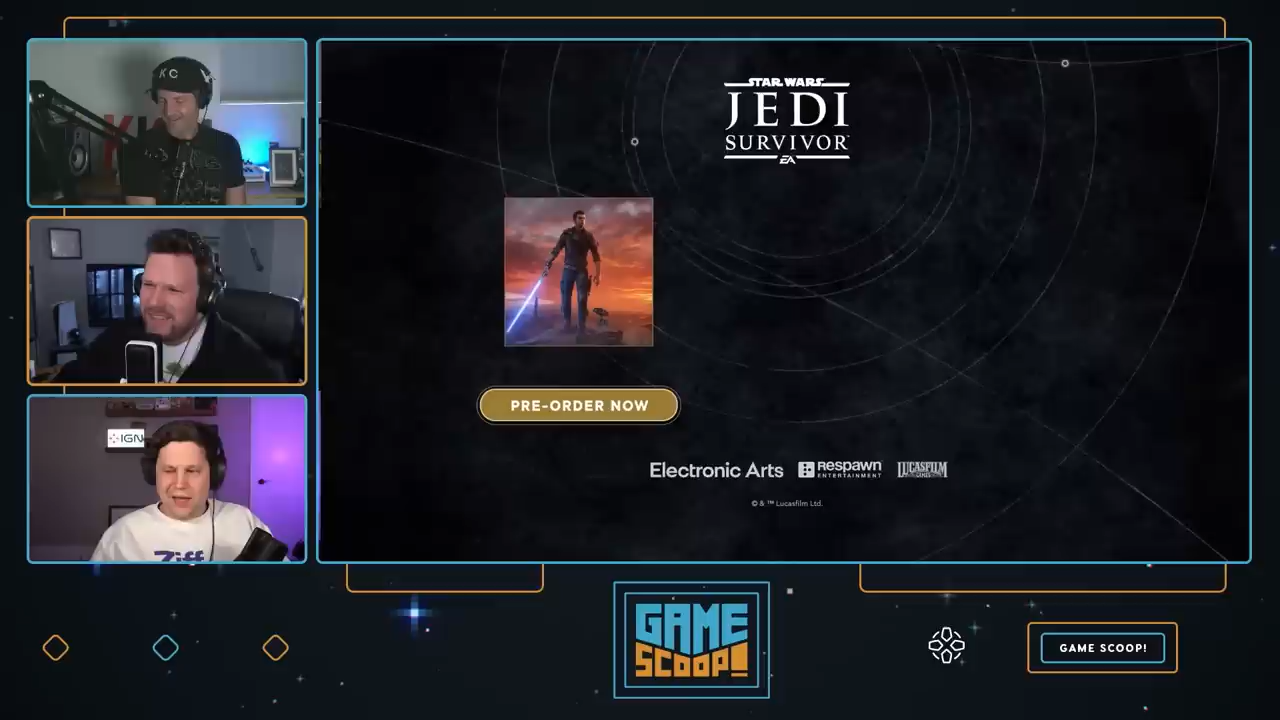 KC
IGN
Ziff
STAR WARS
JEDI
SURVIVOR
EA
PRE-ORDER NOW
Electronic Arts
RESPAWN
ENTERTAINMENT
LUCASFILM
GAMES
© & ™ Lucasfilm Ltd.
GAME
SCOOP!
GAME SCOOP!